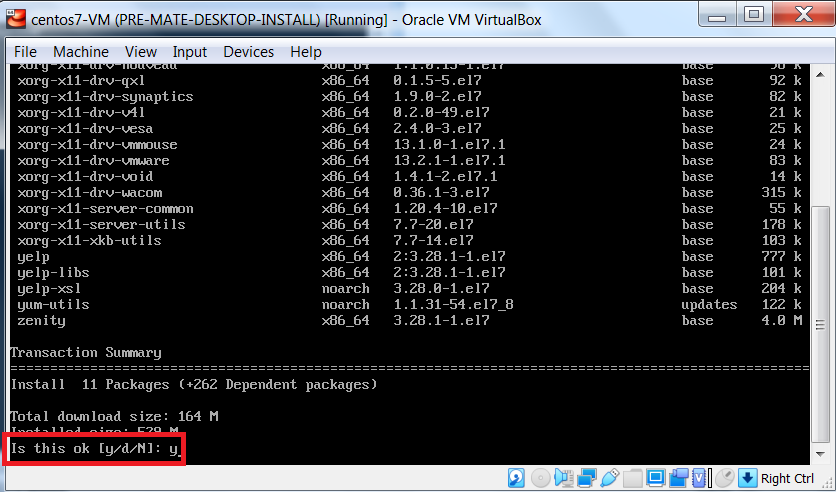 centos7-VM (PRE-MATE-DESKTOP-INSTALL) [Running] - Oracle VM VirtualBox
File Machine View Input Devices Help
xorg-x11-drv-nouveau x86_64 1:1.0.15-1.el7 base 98 k
xorg-x11-drv-qxl x86_64 0.1.5-5.el7 base 92 k
xorg-x11-drv-synaptics x86_64 1.9.0-2.el7 base 82 k
xorg-x11-drv-v4l x86_64 0.2.0-49.el7 base 21 k
xorg-x11-drv-vesa x86_64 2.4.0-3.el7 base 25 k
xorg-x11-drv-vmmouse x86_64 13.1.0-1.el7.1 base 24 k
xorg-x11-drv-vmware x86_64 13.2.1-1.el7.1 base 83 k
xorg-x11-drv-void x86_64 1.4.1-2.el7.1 base 14 k
xorg-x11-drv-wacom x86_64 0.36.1-3.el7 base 315 k
xorg-x11-server-common x86_64 1.20.4-10.el7 base 55 k
xorg-x11-server-utils x86_64 7.7-20.el7 base 178 k
xorg-x11-xkb-utils x86_64 7.7-14.el7 base 103 k
yelp x86_64 2:3.28.1-1.el7 base 777 k
yelp-libs x86_64 2:3.28.1-1.el7 base 101 k
yelp-xsl noarch 3.28.0-1.el7 base 204 k
yum-utils noarch 1.1.31-54.el7_8 updates 122 k
zenity x86_64 3.28.1-1.el7 base 4.0 M
Transaction Summary
================================================================================
Install 11 Packages (+262 Dependent packages)
Total download size: 164 M
Installed size: 529 M
Is this ok [y/d/N]: y
Right Ctrl